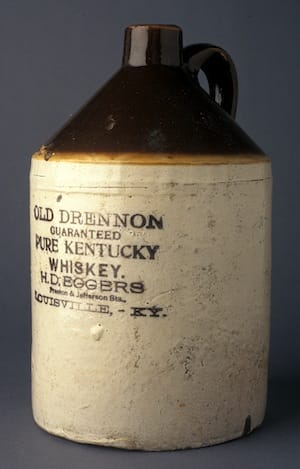 OLD DRENNON
GUARANTEED
PURE KENTUCKY
WHISKEY.
H.D. EGGERS
Preston & Jefferson Sts.,
LOUISVILLE, - KY.